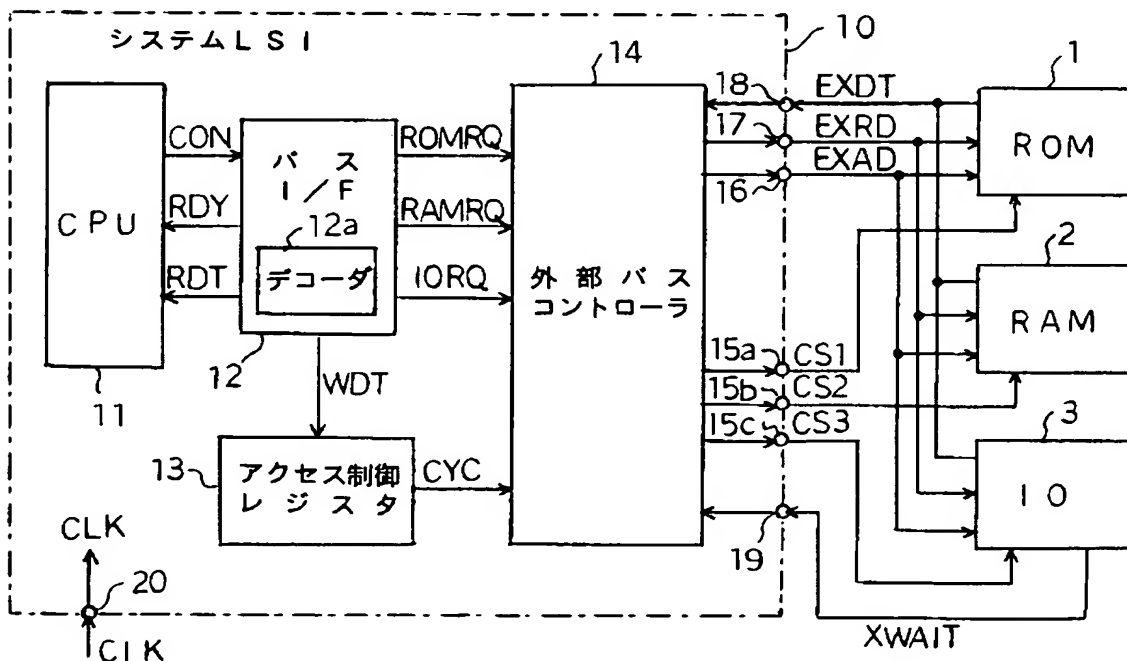 システムLSI
10
14
1
CPU
11
CON
RDY
RDT
バス
I/F
12a
デコーダ
12
WDT
ROMRQ
RAMRQ
IORQ
外部バス
コントローラ
13
アクセス制御
レジスタ
CYC
18
EXDT
17
EXRD
16
EXAD
ROM
2
RAM
15a
CS1
15b
CS2
15c
CS3
3
IO
19
XWAIT
CLK
20
CLK